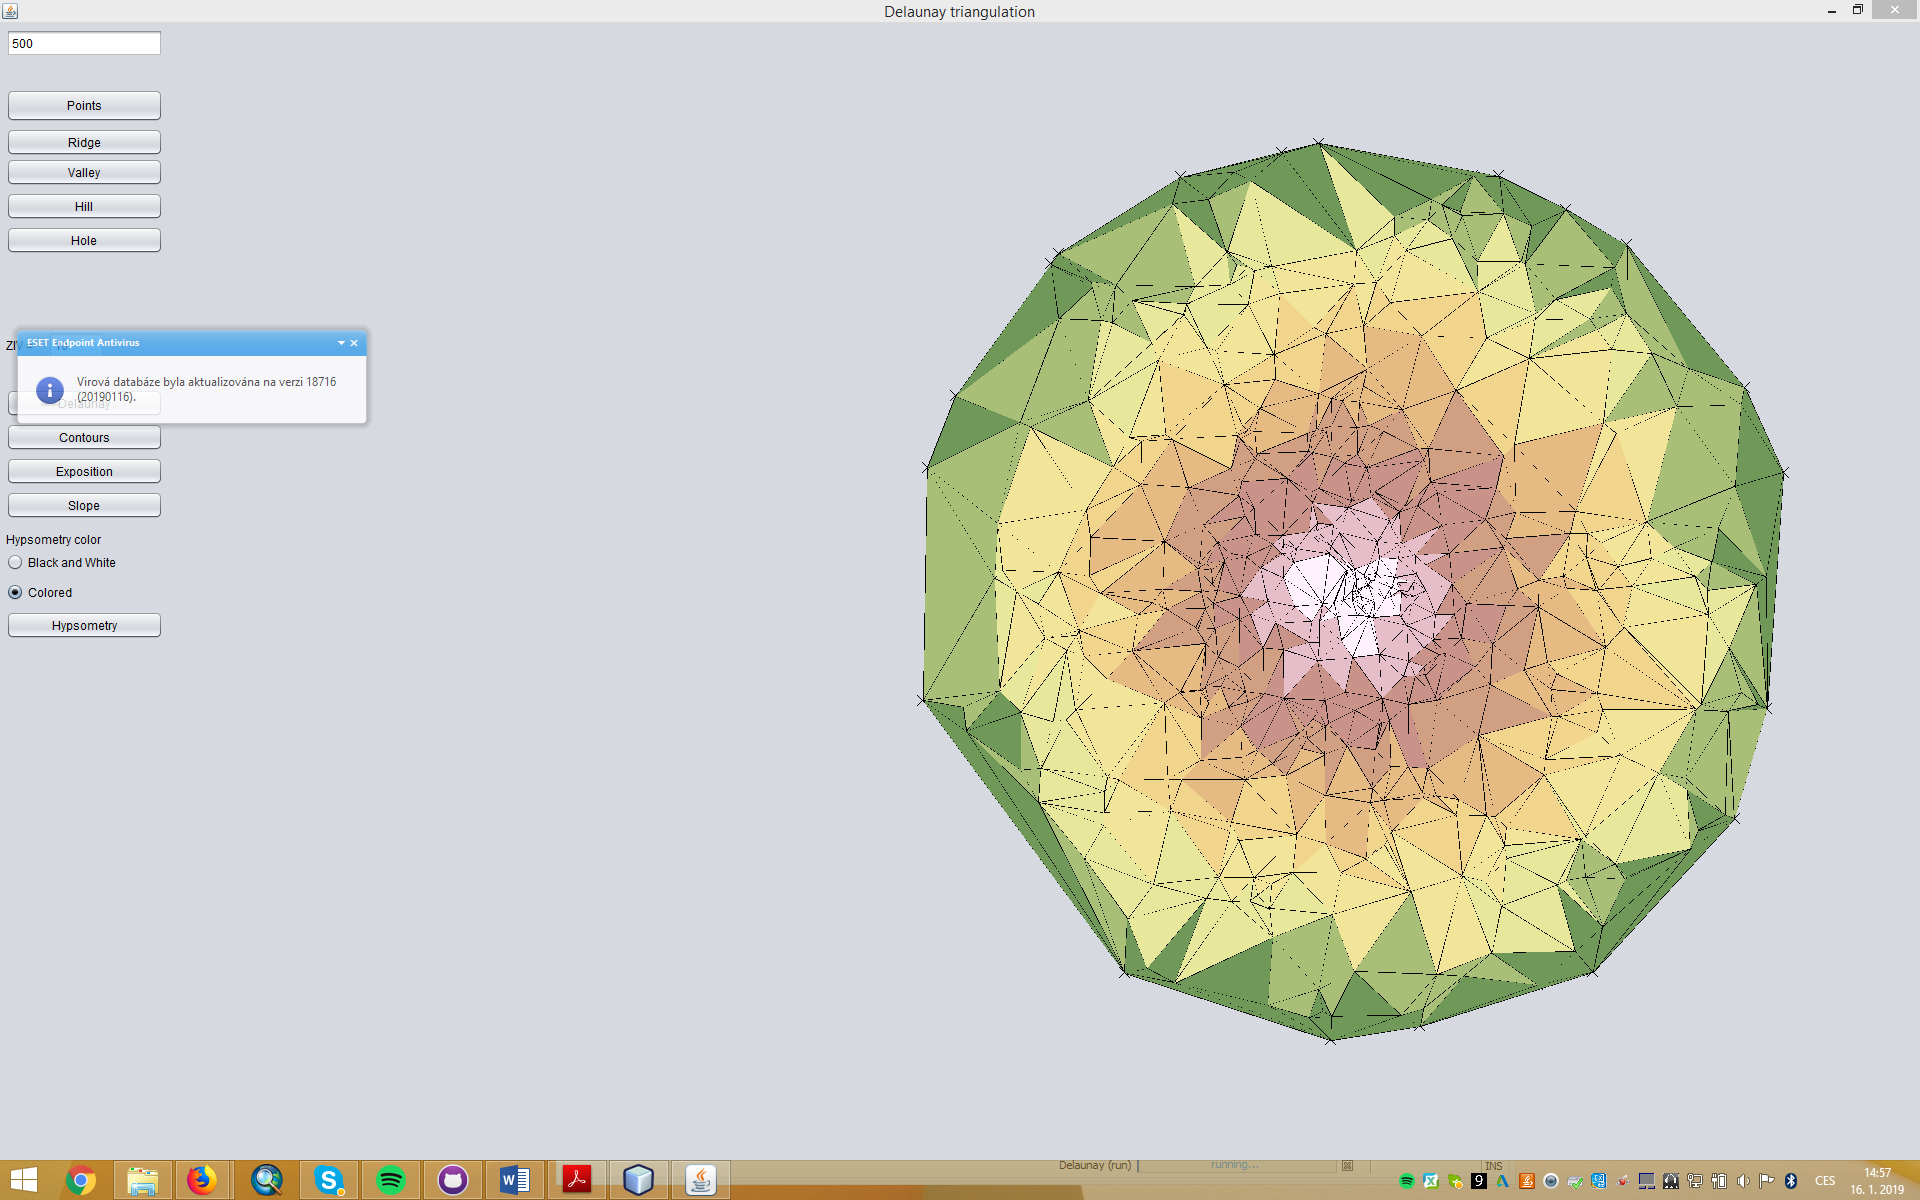 Delaunay triangulation
500
Points
Ridge
Valley
Hill
Hole
ESET Endpoint Antivirus
Virová databáze byla aktualizována na verzi 18716
(20190116).
Delaunay
Contours
Exposition
Slope
Hypsometry color
Black and White
Colored
Hypsometry
Delaunay (run)
running...
INS
CES
14:57
16. 1. 2019